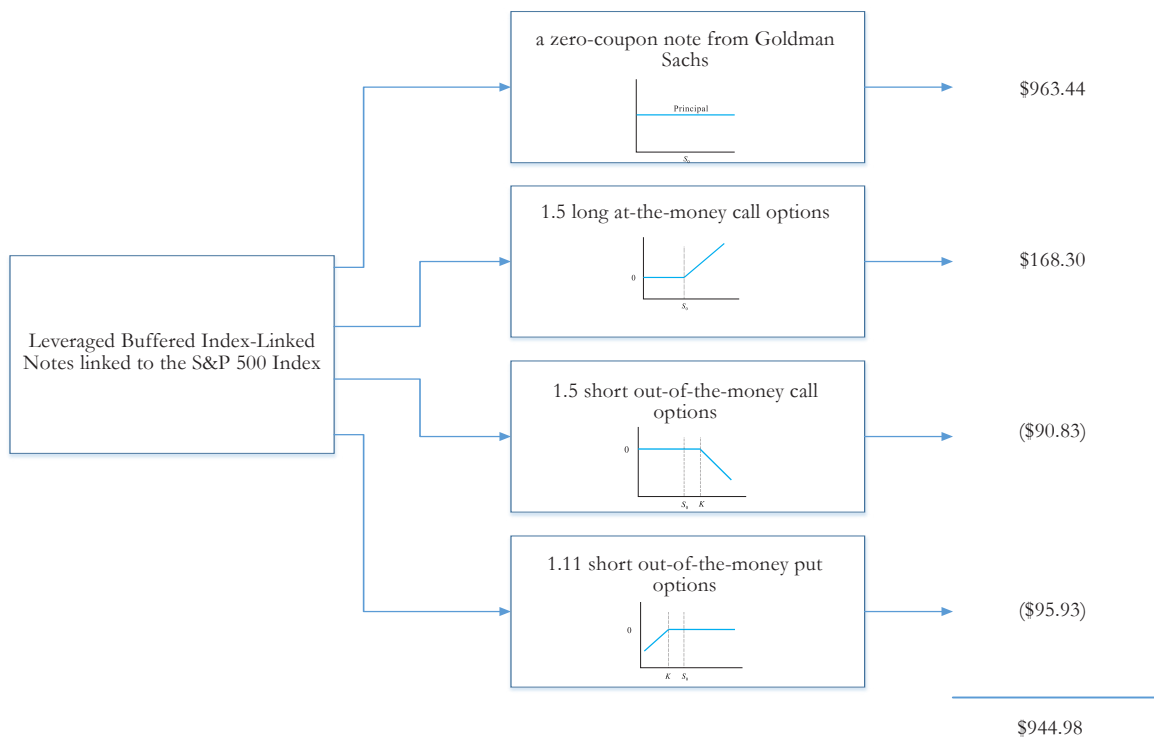 a zero-coupon note from Goldman
Sachs
Principal
S₀
$963.44
1.5 long at-the-money call options
0
S₀
$168.30
Leveraged Buffered Index-Linked
Notes linked to the S&P 500 Index
1.5 short out-of-the-money call
options
0
S₀ K
($90.83)
1.11 short out-of-the-money put
options
0
K S₀
($95.93)
$944.98